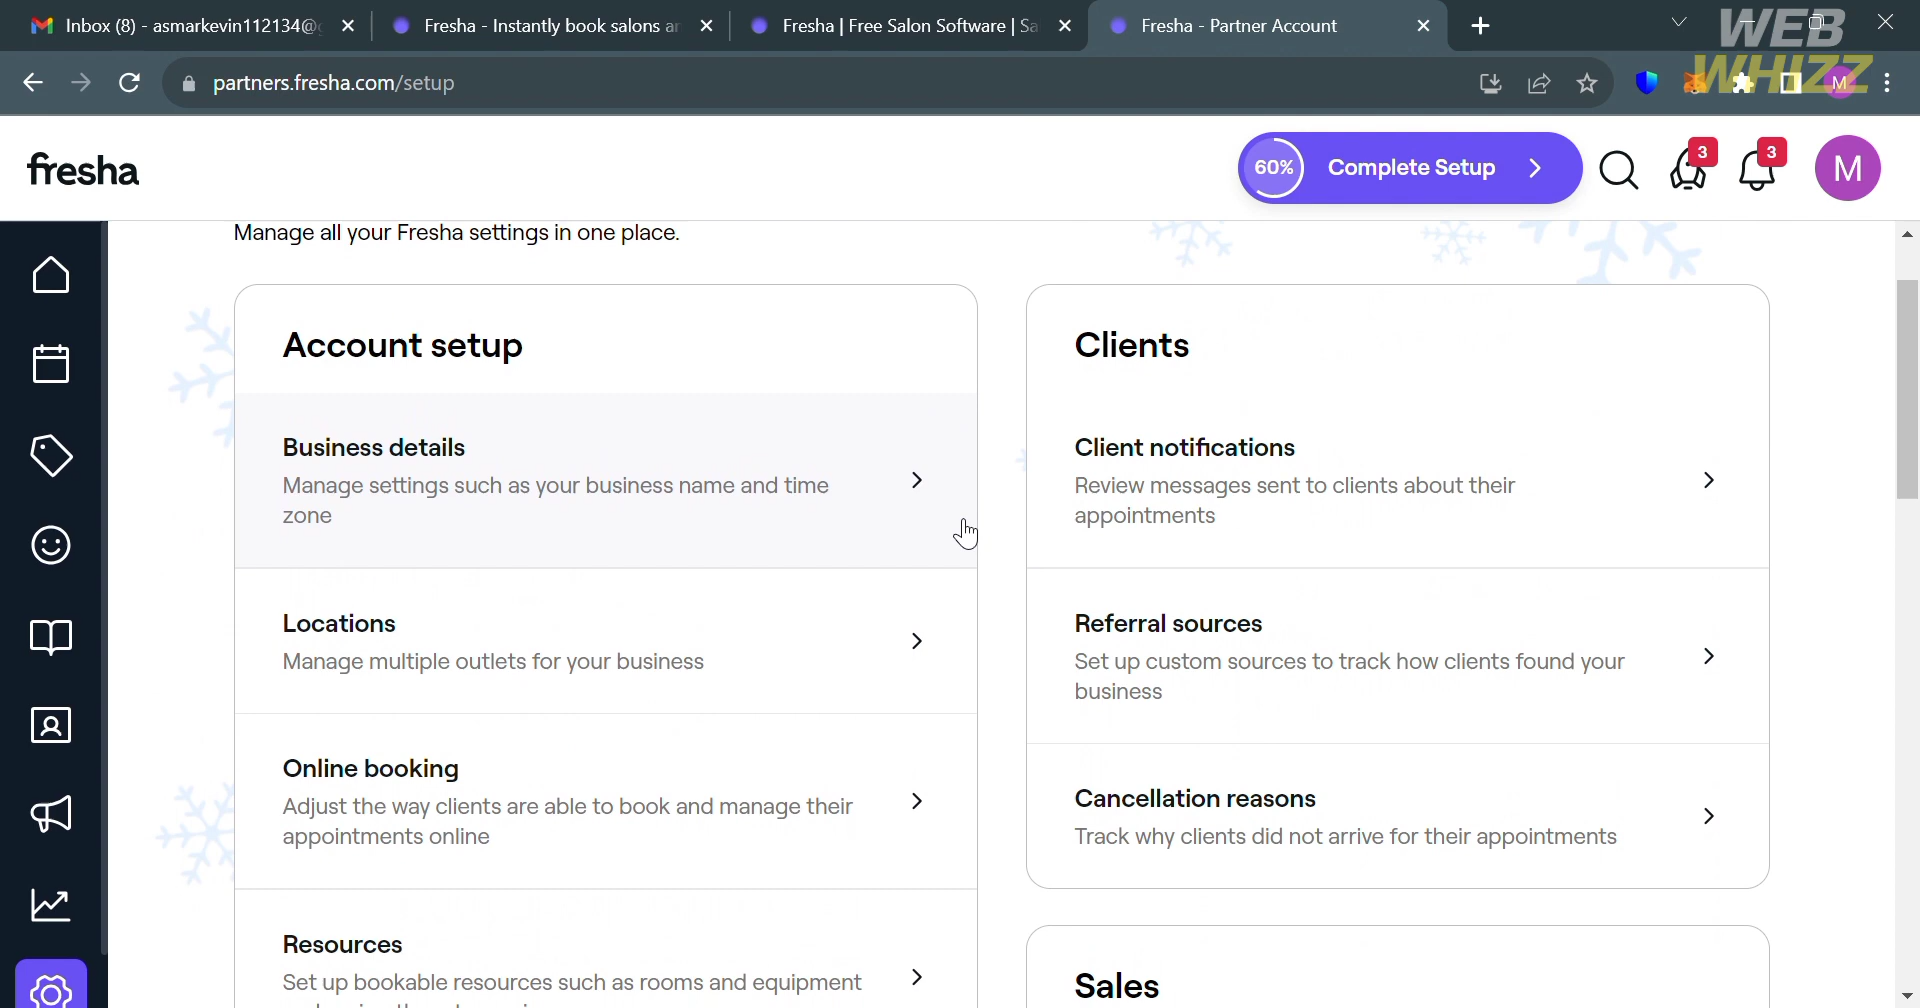 Inbox (8) - asmarkevin112134@g
Fresha - Instantly book salons ar
Fresha | Free Salon Software | Sa
Fresha - Partner Account
WEB
WHIZZ
partners.fresha.com/setup
M
fresha
60%
Complete Setup
3
3
M
Manage all your Fresha settings in one place.
Account setup
Business details
Manage settings such as your business name and time
zone
Locations
Manage multiple outlets for your business
Online booking
Adjust the way clients are able to book and manage their
appointments online
Resources
Set up bookable resources such as rooms and equipment
Clients
Client notifications
Review messages sent to clients about their
appointments
Referral sources
Set up custom sources to track how clients found your
business
Cancellation reasons
Track why clients did not arrive for their appointments
Sales